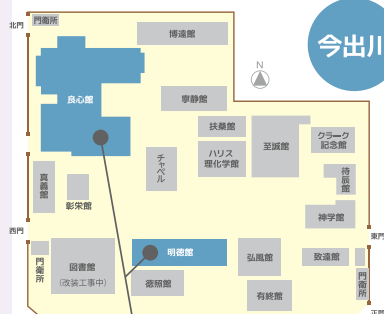 北門
門衛所
博遠館
今出川
N
良心館
寧静館
扶桑館
ハリス
理化学館
至誠館
クラーク
記念館
チャペル
真義館
彰栄館
待辰館
神学館
西門
東門
門衛所
図書館
(改装工事中)
明徳館
徳照館
弘風館
致遠館
有終館
門衛所
正門